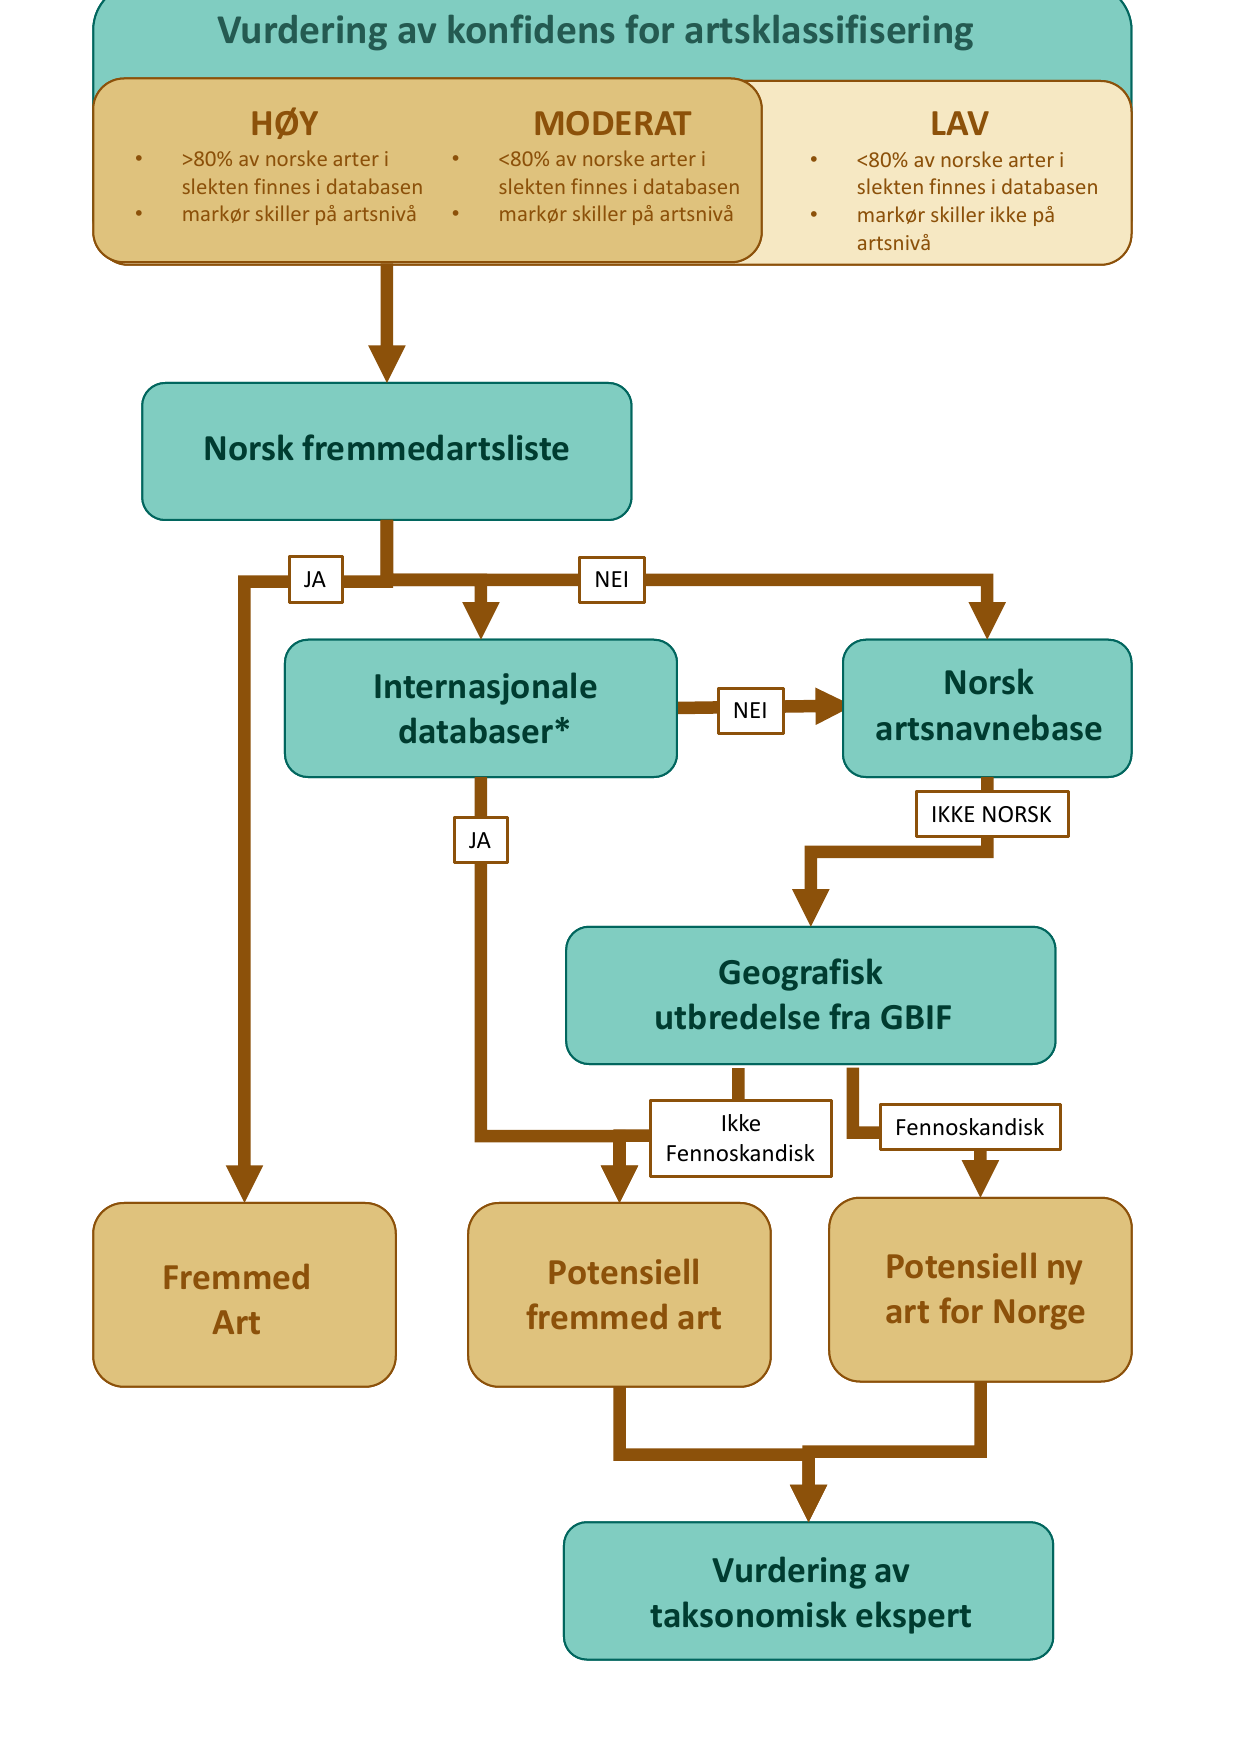 Vurdering av konfidens for artsklassifisering
HØY
• >80% av norske arter i
slekten finnes i databasen
• markør skiller på artsnivå
MODERAT
• <80% av norske arter i
slekten finnes i databasen
• markør skiller på artsnivå
LAV
• <80% av norske arter i
slekten finnes i databasen
• markør skiller ikke på
artsnivå
Norsk fremmedartsliste
JA
NEI
Internasjonale
databaser*
NEI
Norsk
artsnavnebase
JA
IKKE NORSK
Geografisk
utbredelse fra GBIF
Ikke
Fennoskandisk
Fennoskandisk
Fremmed
Art
Potensiell
fremmed art
Potensiell ny
art for Norge
Vurdering av
taksonomisk ekspert